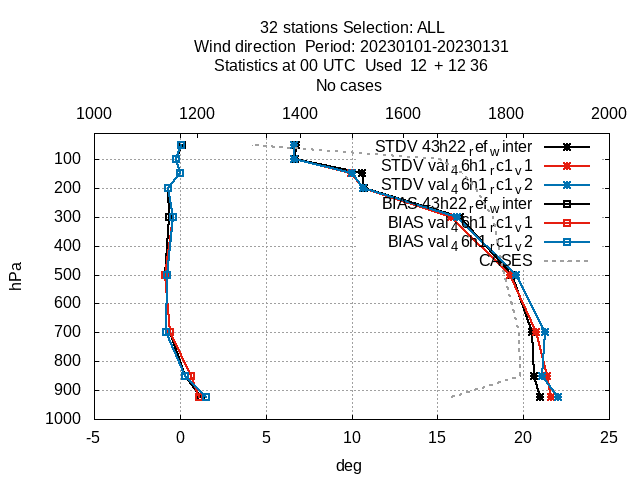 32 stations Selection: ALL
Wind direction  Period: 20230101-20230131
Statistics at 00 UTC  Used  12  + 12 36
No cases
1000 1200 1400 1600 1800 2000
STDV 43h22_ref_winter
STDV val_46h1_rc1_v1
STDV val_46h1_rc1_v2
BIAS 43h22_ref_winter
BIAS val_46h1_rc1_v1
BIAS val_46h1_rc1_v2
CASES
100
200
300
400
500
600
700
800
900
1000
hPa
-5 0 5 10 15 20 25
deg